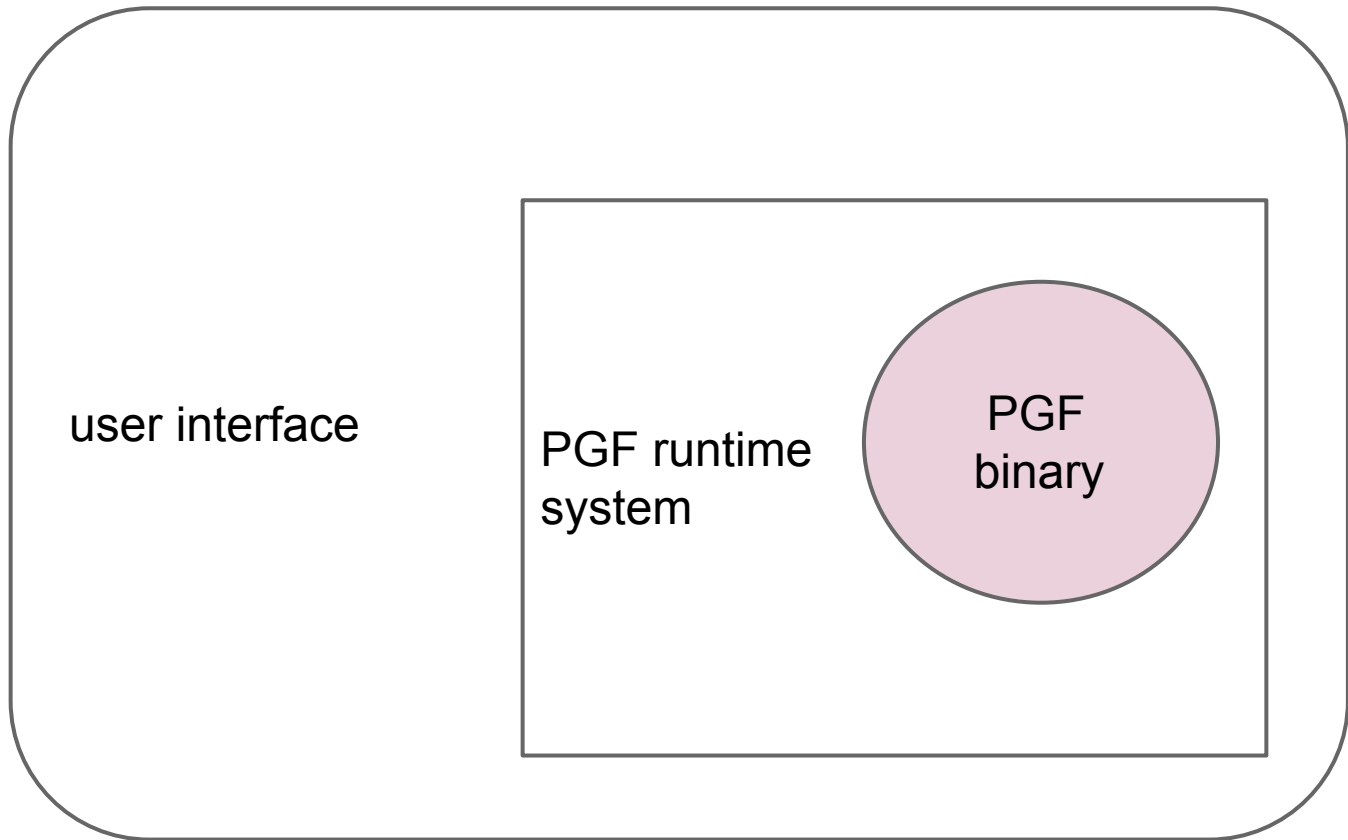 user interface
PGF runtime
system
PGF
binary